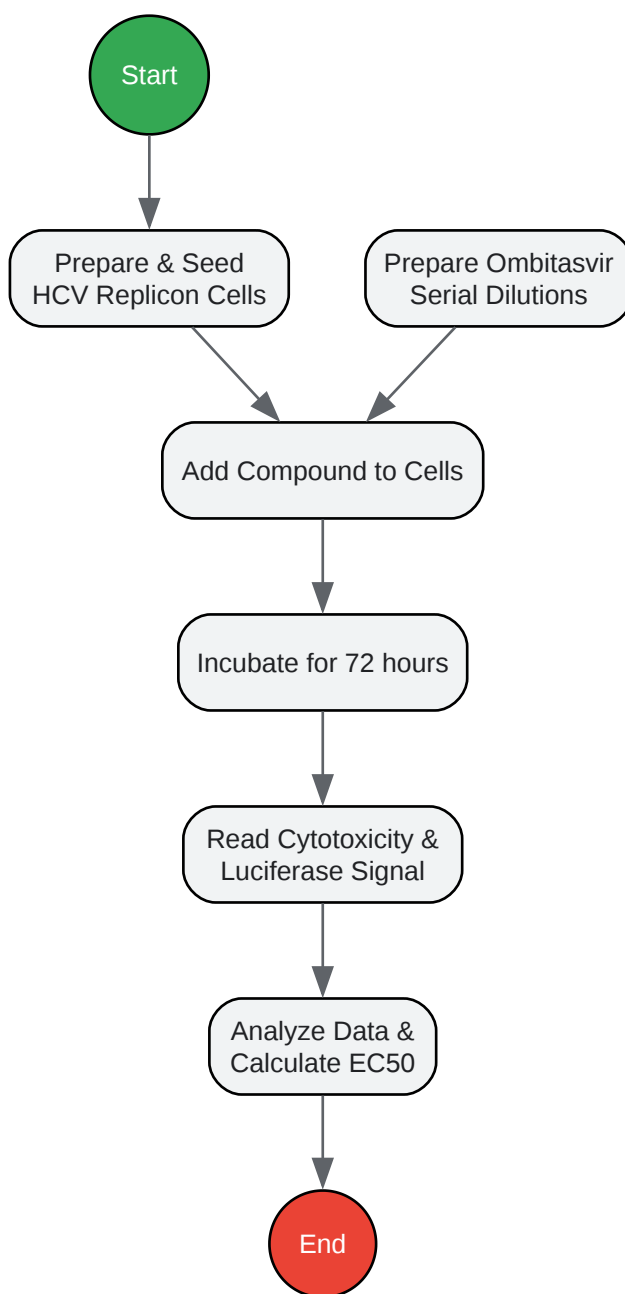 Start
Prepare & Seed
HCV Replicon Cells
Prepare Ombitasvir
Serial Dilutions
Add Compound to Cells
Incubate for 72 hours
Read Cytotoxicity &
Luciferase Signal
Analyze Data &
Calculate EC50
End